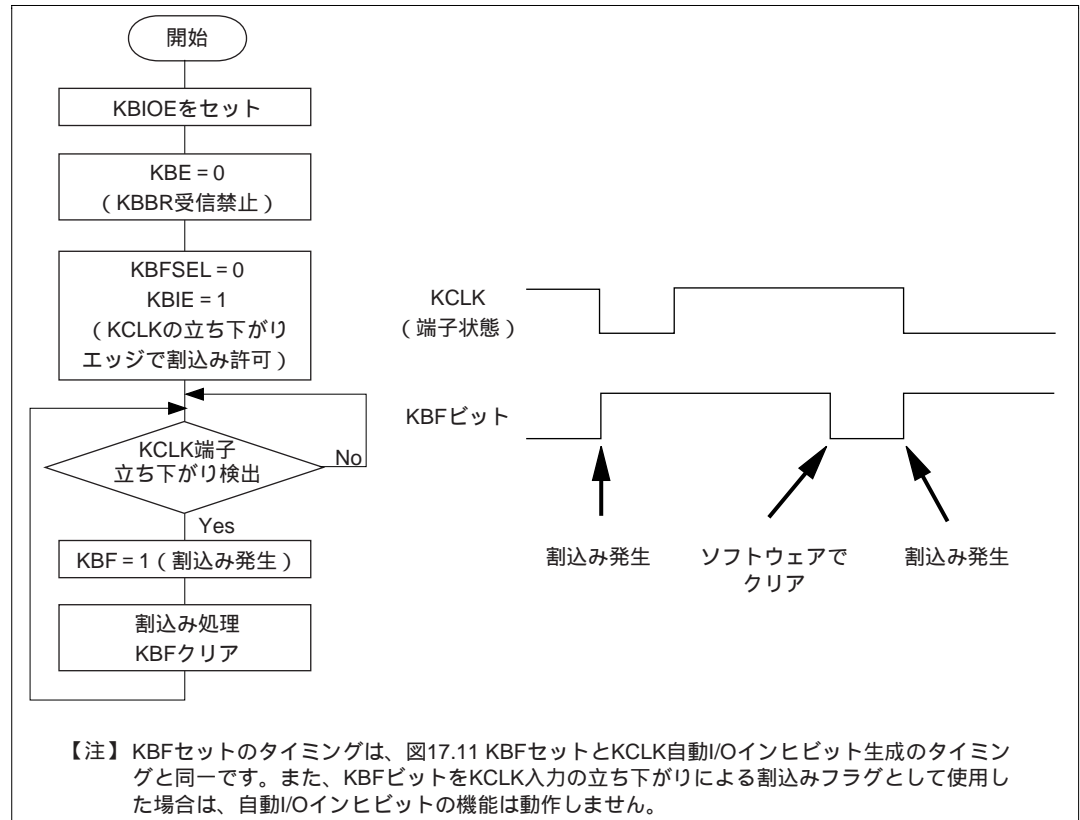 開始
KBIOEをセット
KBE = 0
（KBBR受信禁止）
KBFSEL = 0
KBIE = 1
（KCLKの立ち下がり
エッジで割込み許可）
KCLK端子
立ち下がり検出
No
Yes
KBF = 1（割込み発生）
割込み処理
KBFクリア
KCLK
（端子状態）
KBFビット
割込み発生
ソフトウェアで
クリア
割込み発生
【注】KBFセットのタイミングは、図17.11 KBFセットとKCLK自動I/Oインヒビット生成のタイミン
グと同一です。また、KBFビットをKCLK入力の立ち下がりによる割込みフラグとして使用し
た場合は、自動I/Oインヒビットの機能は動作しません。